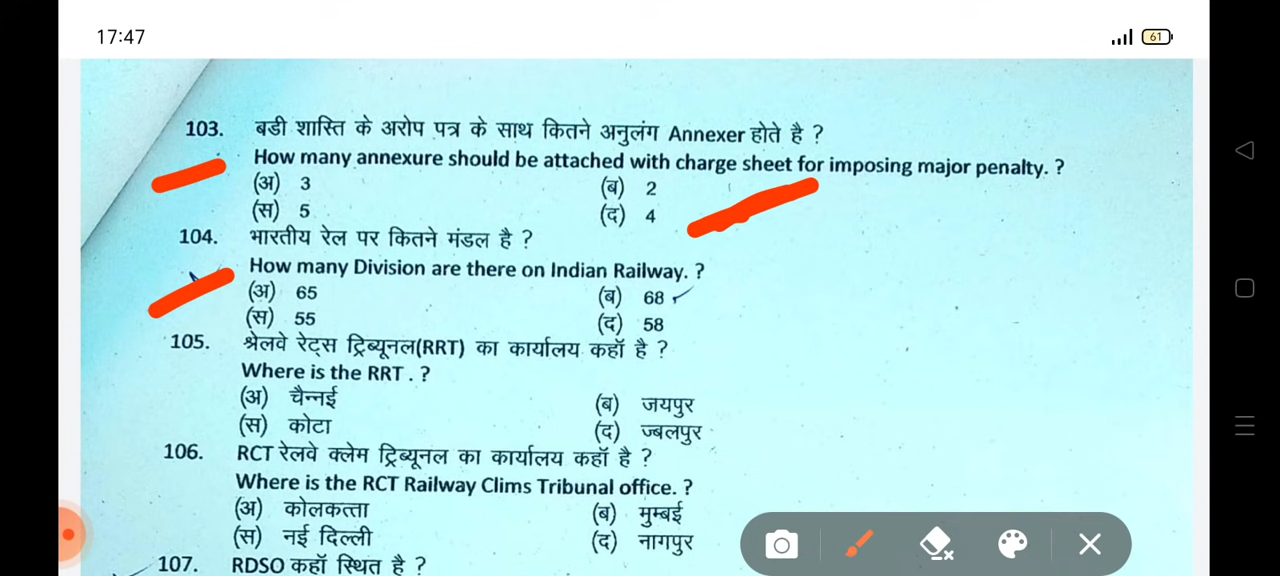 17:47
61
103. बडी शास्ति के अरोप पत्र के साथ कितने अनुलंग Annexer होते है ?
How many annexure should be attached with charge sheet for imposing major penalty. ?
(अ) 3 (ब) 2
(स) 5 (द) 4
104. भारतीय रेल पर कितने मंडल है ?
How many Division are there on Indian Railway. ?
(अ) 65 (ब) 68
(स) 55 (द) 58
105. श्रेलवे रेट्स ट्रिब्यूनल(RRT) का कार्यालय कहॉ है ?
Where is the RRT . ?
(अ) चैन्नई (ब) जयपुर
(स) कोटा (द) ज्बलपुर
106. RCT रेलवे क्लेम ट्रिब्यूनल का कार्यालय कहॉ है ?
Where is the RCT Railway Clims Tribunal office. ?
(अ) कोलकत्ता (ब) मुम्बई
(स) नई दिल्ली (द) नागपुर
107. RDSO कहॉ स्थित है ?